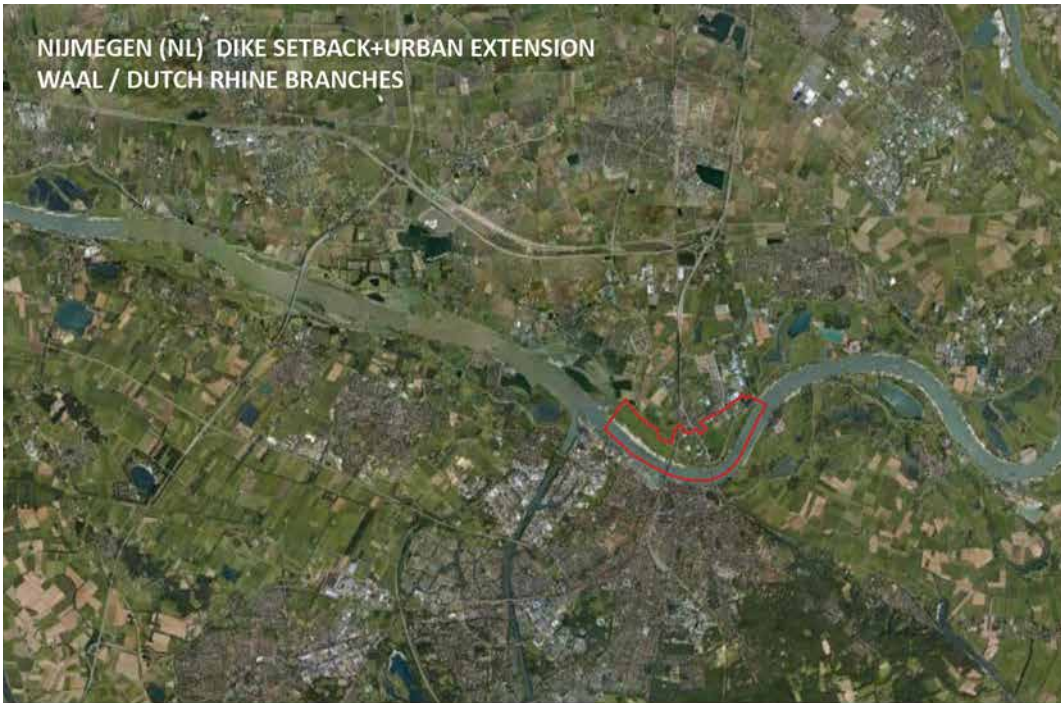 NIJMEGEN (NL) DIKE SETBACK+URBAN EXTENSION
WAAL / DUTCH RHINE BRANCHES